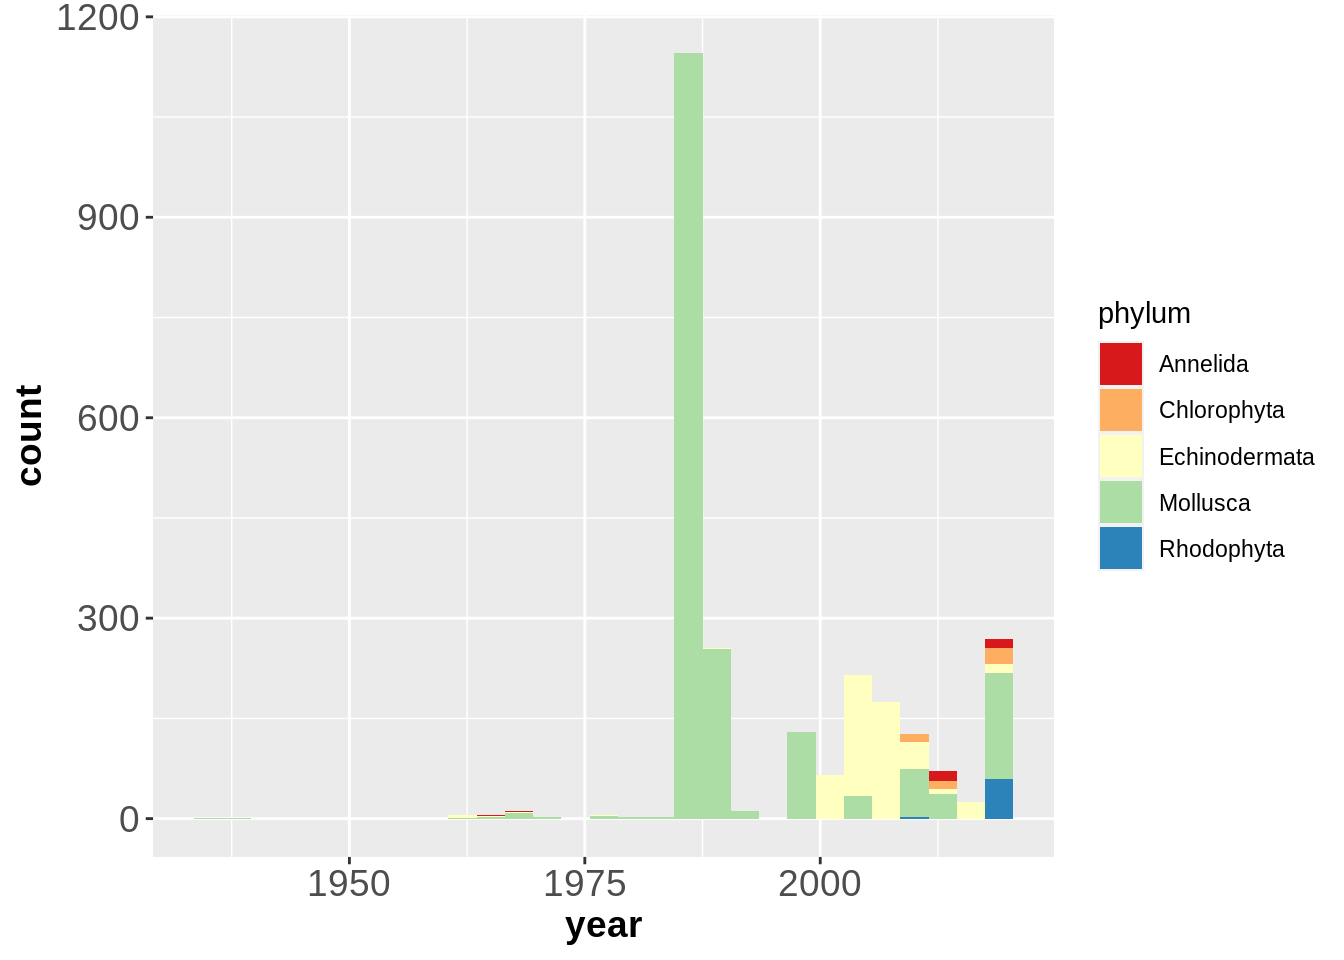 1200
900
600
300
0
count
1950 1975 2000
year
phylum
Annelida
Chlorophyta
Echinodermata
Mollusca
Rhodophyta